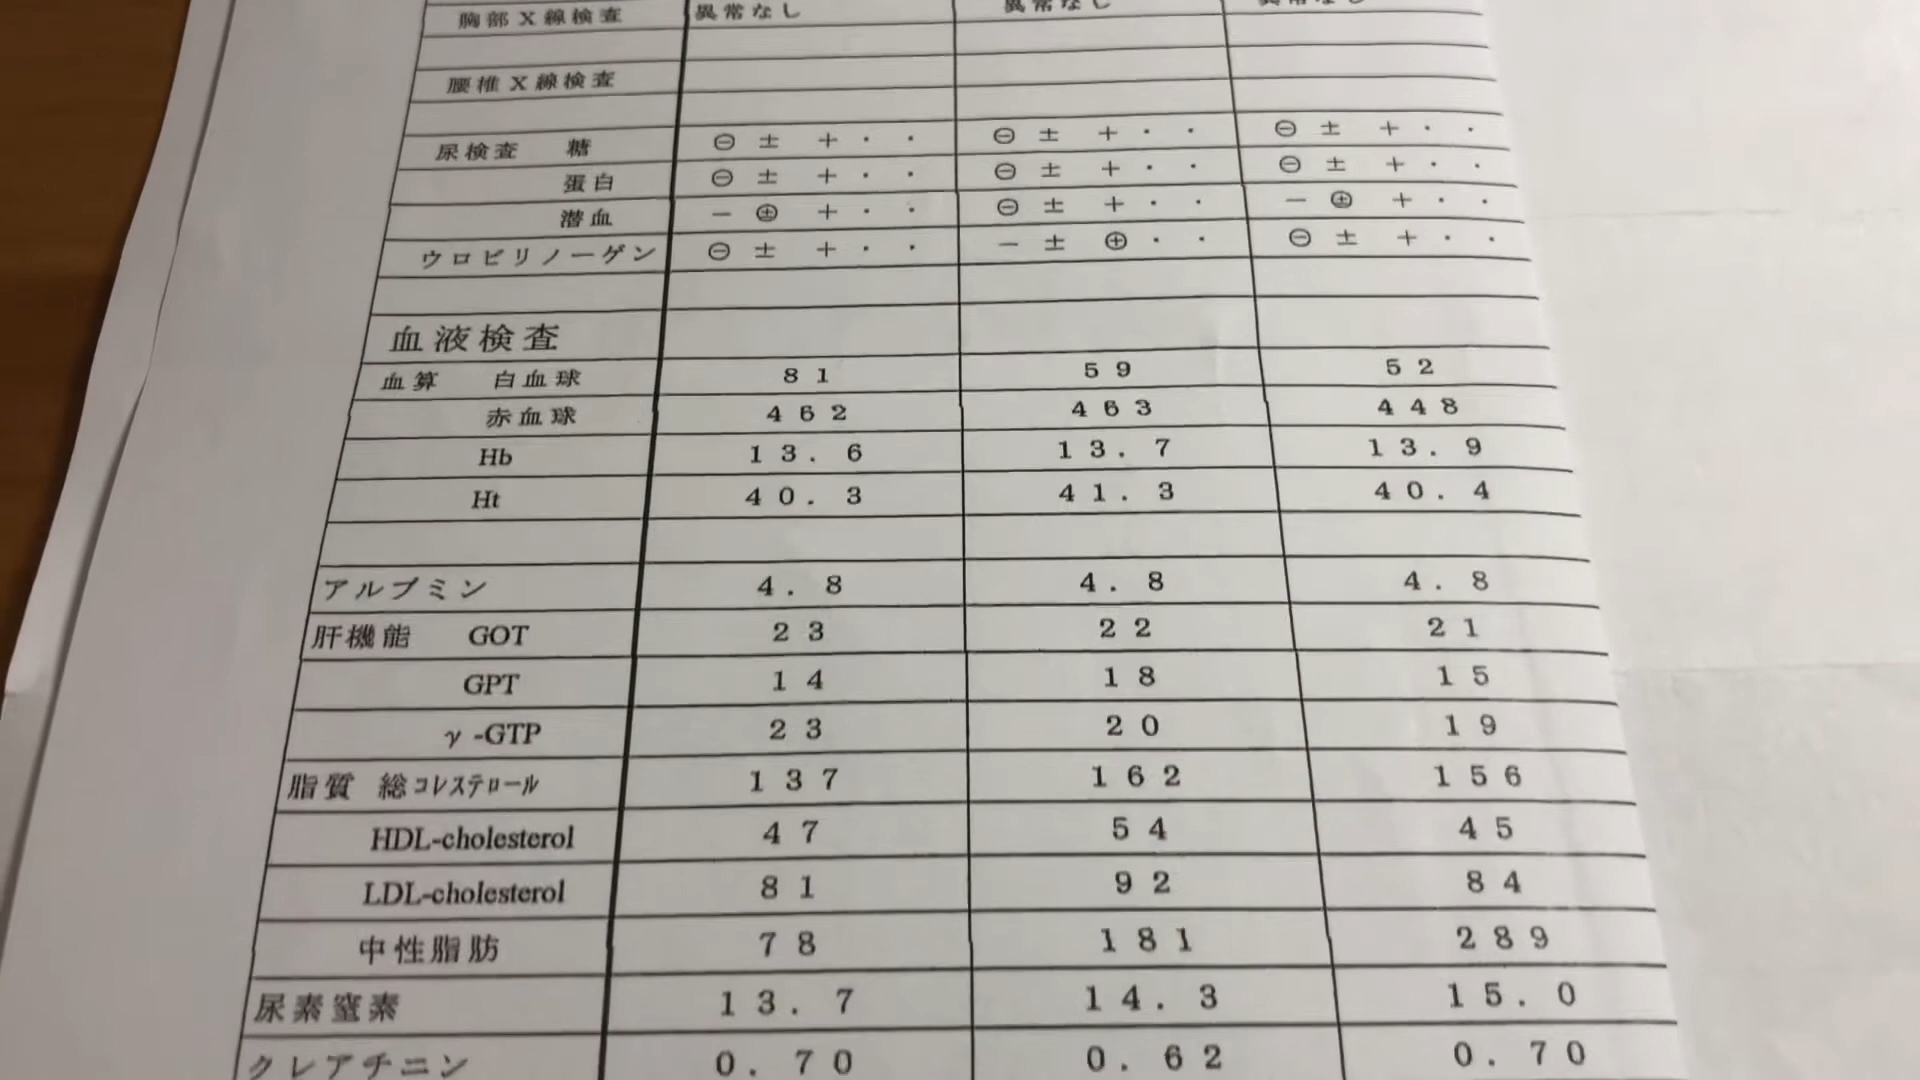 胸部X線検査 異常なし 異常なし 異常なし
腰椎X線検査
尿検査 糖 ⊖ ± + ・ ・ ⊖ ± + ・ ・ ⊖ ± + ・ ・
蛋白 ⊖ ± + ・ ・ ⊖ ± + ・ ・ ⊖ ± + ・ ・
潜血 − ㊉ + ・ ・ ⊖ ± + ・ ・ − ㊉ + ・ ・
ウロビリノーゲン ⊖ ± + ・ ・ − ± ⊕ ・ ・ ⊖ ± + ・ ・
血液検査
血算 白血球 81 59 52
赤血球 462 463 448
Hb 13.6 13.7 13.9
Ht 40.3 41.3 40.4
アルブミン 4.8 4.8 4.8
肝機能 GOT 23 22 21
GPT 14 18 15
γ-GTP 23 20 19
脂質 総コレステロール 137 162 156
HDL-cholesterol 47 54 45
LDL-cholesterol 81 92 84
中性脂肪 78 181 289
尿素窒素 13.7 14.3 15.0
クレアチニン 0.70 0.62 0.70